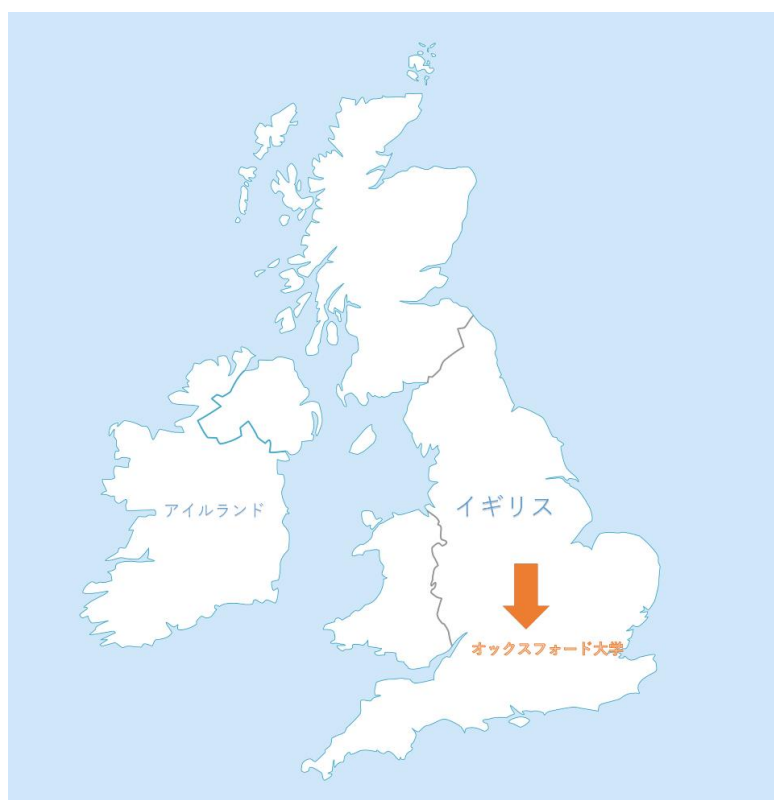 イギリス
アイルランド
オックスフォード大学